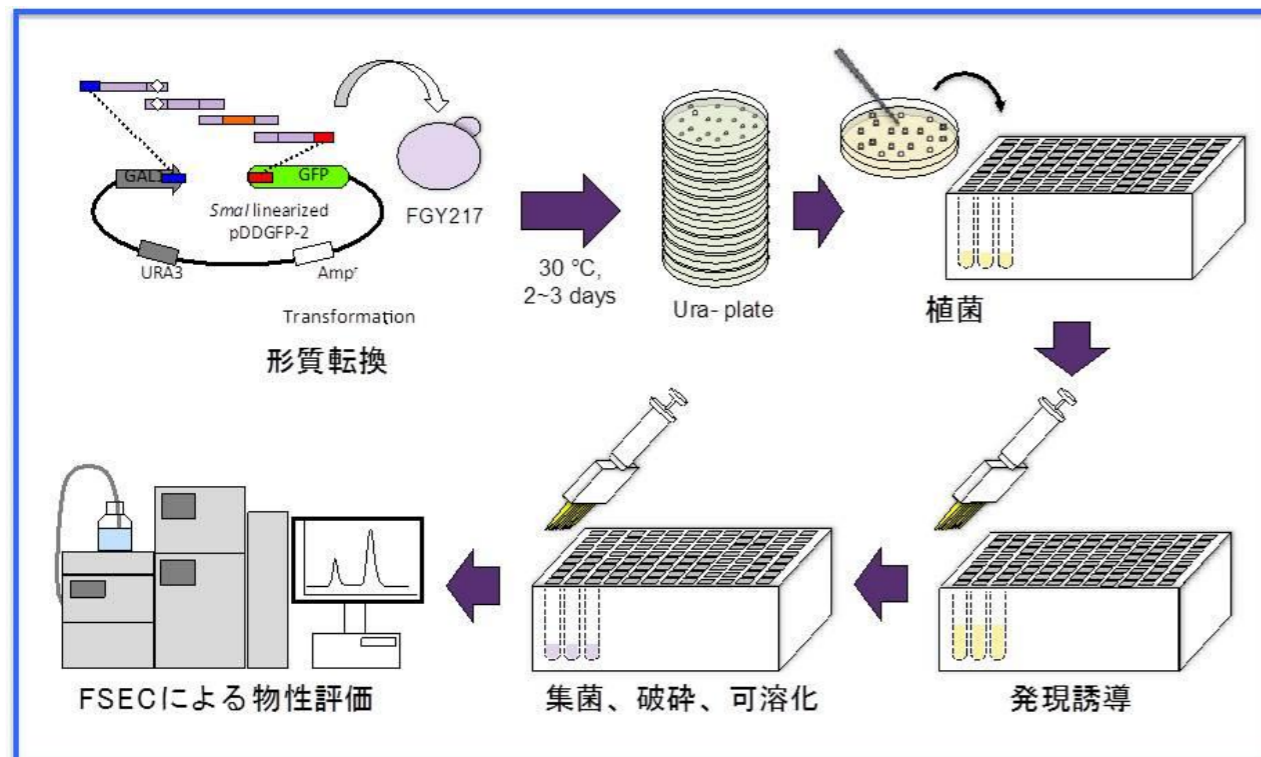 GAL1
GFP
SmaI linearized
pDDGFP-2
URA3
Ampʳ
FGY217
Transformation
形質転換
30 °C,
2~3 days
Ura- plate
植菌
FSECによる物性評価
集菌、破砕、可溶化
発現誘導